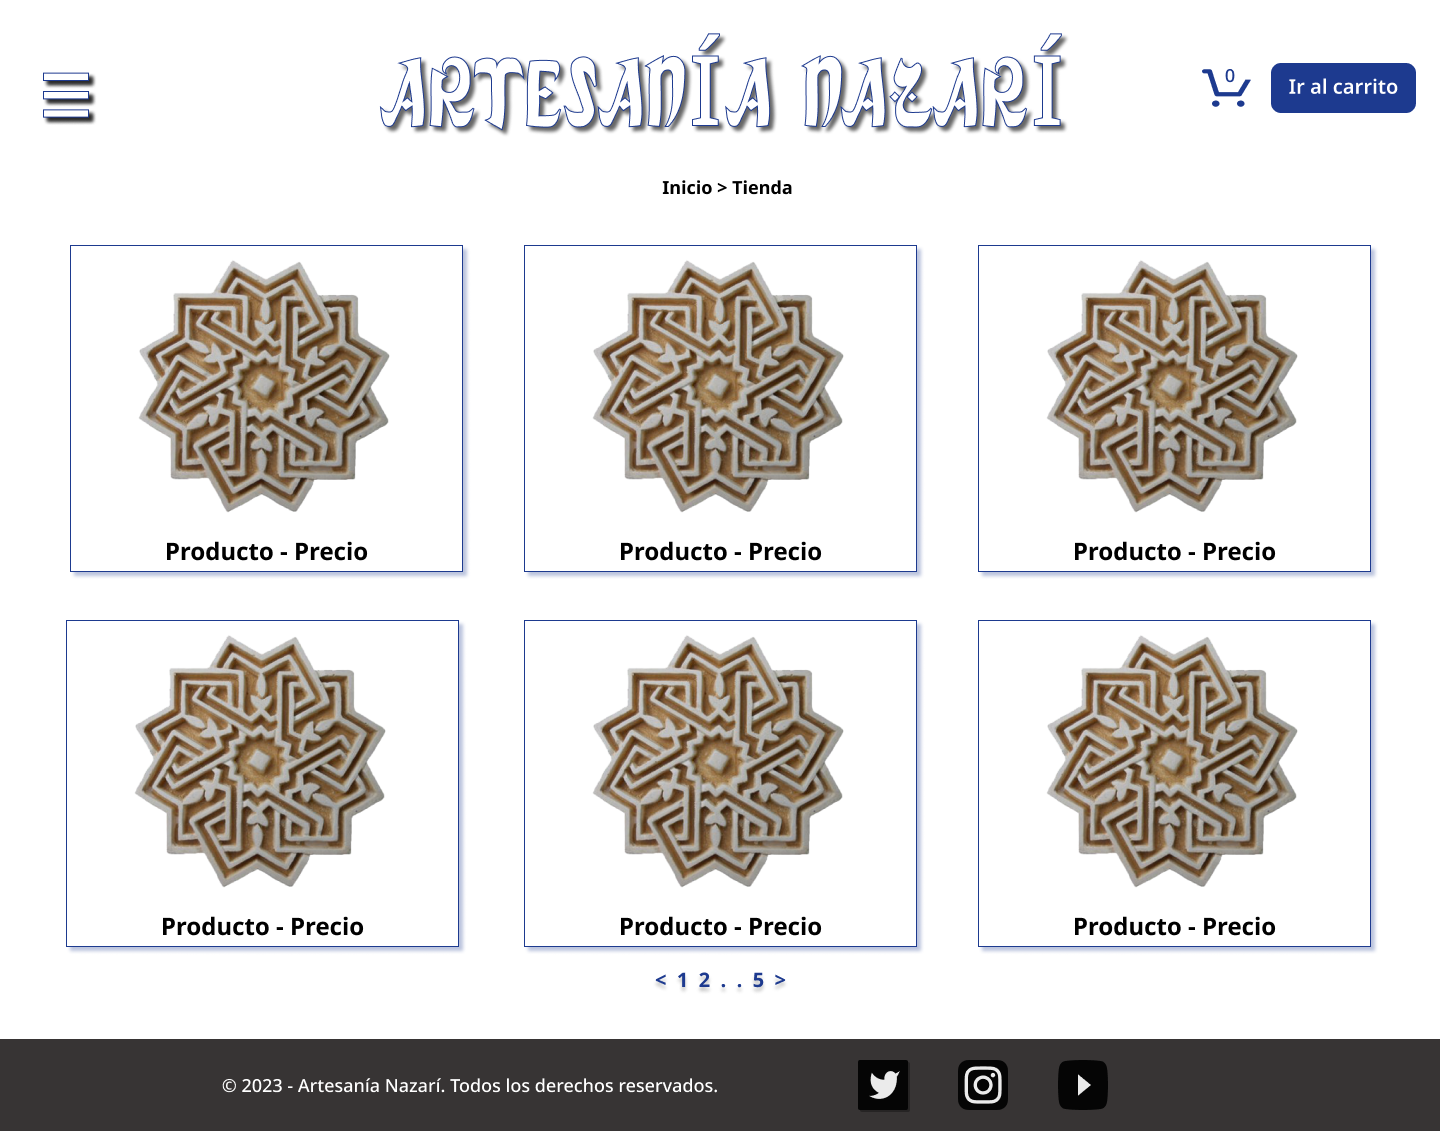 ARTESANÍA NAZARÍ
0
Ir al carrito
Inicio > Tienda
Producto - Precio
Producto - Precio
Producto - Precio
Producto - Precio
Producto - Precio
Producto - Precio
< 1 2 . . 5 >
© 2023 - Artesanía Nazarí. Todos los derechos reservados.